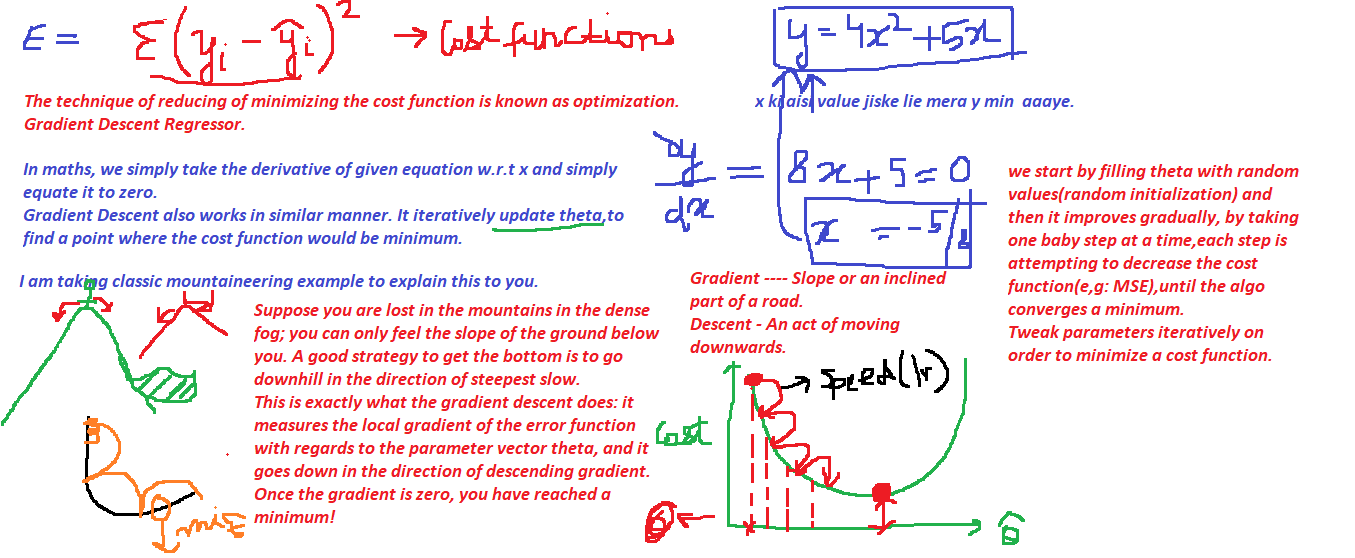 E = Σ(yᵢ - ŷᵢ)² → Cost functions
The technique of reducing of minimizing the cost function is known as optimization.
Gradient Descent Regressor.
In maths, we simply take the derivative of given equation w.r.t x and simply
equate it to zero.
Gradient Descent also works in similar manner. It iteratively update theta,to
find a point where the cost function would be minimum.
I am taking classic mountaineering example to explain this to you.
Suppose you are lost in the mountains in the dense
fog; you can only feel the slope of the ground below
you. A good strategy to get the bottom is to go
downhill in the direction of steepest slow.
This is exactly what the gradient descent does: it
measures the local gradient of the error function
with regards to the parameter vector theta, and it
goes down in the direction of descending gradient.
Once the gradient is zero, you have reached a
minimum!
y = 4x² + 5x
x ki aisi value jiske lie mera y min aaaye.
dy/dx = 8x + 5 = 0
x = -5/8
Gradient ---- Slope or an inclined
part of a road.
Descent - An act of moving
downwards.
→ Speed(lr)
Cost
θ
we start by filling theta with random
values(random initialization) and
then it improves gradually, by taking
one baby step at a time,each step is
attempting to decrease the cost
function(e,g: MSE),until the algo
converges a minimum.
Tweak parameters iteratively on
order to minimize a cost function.